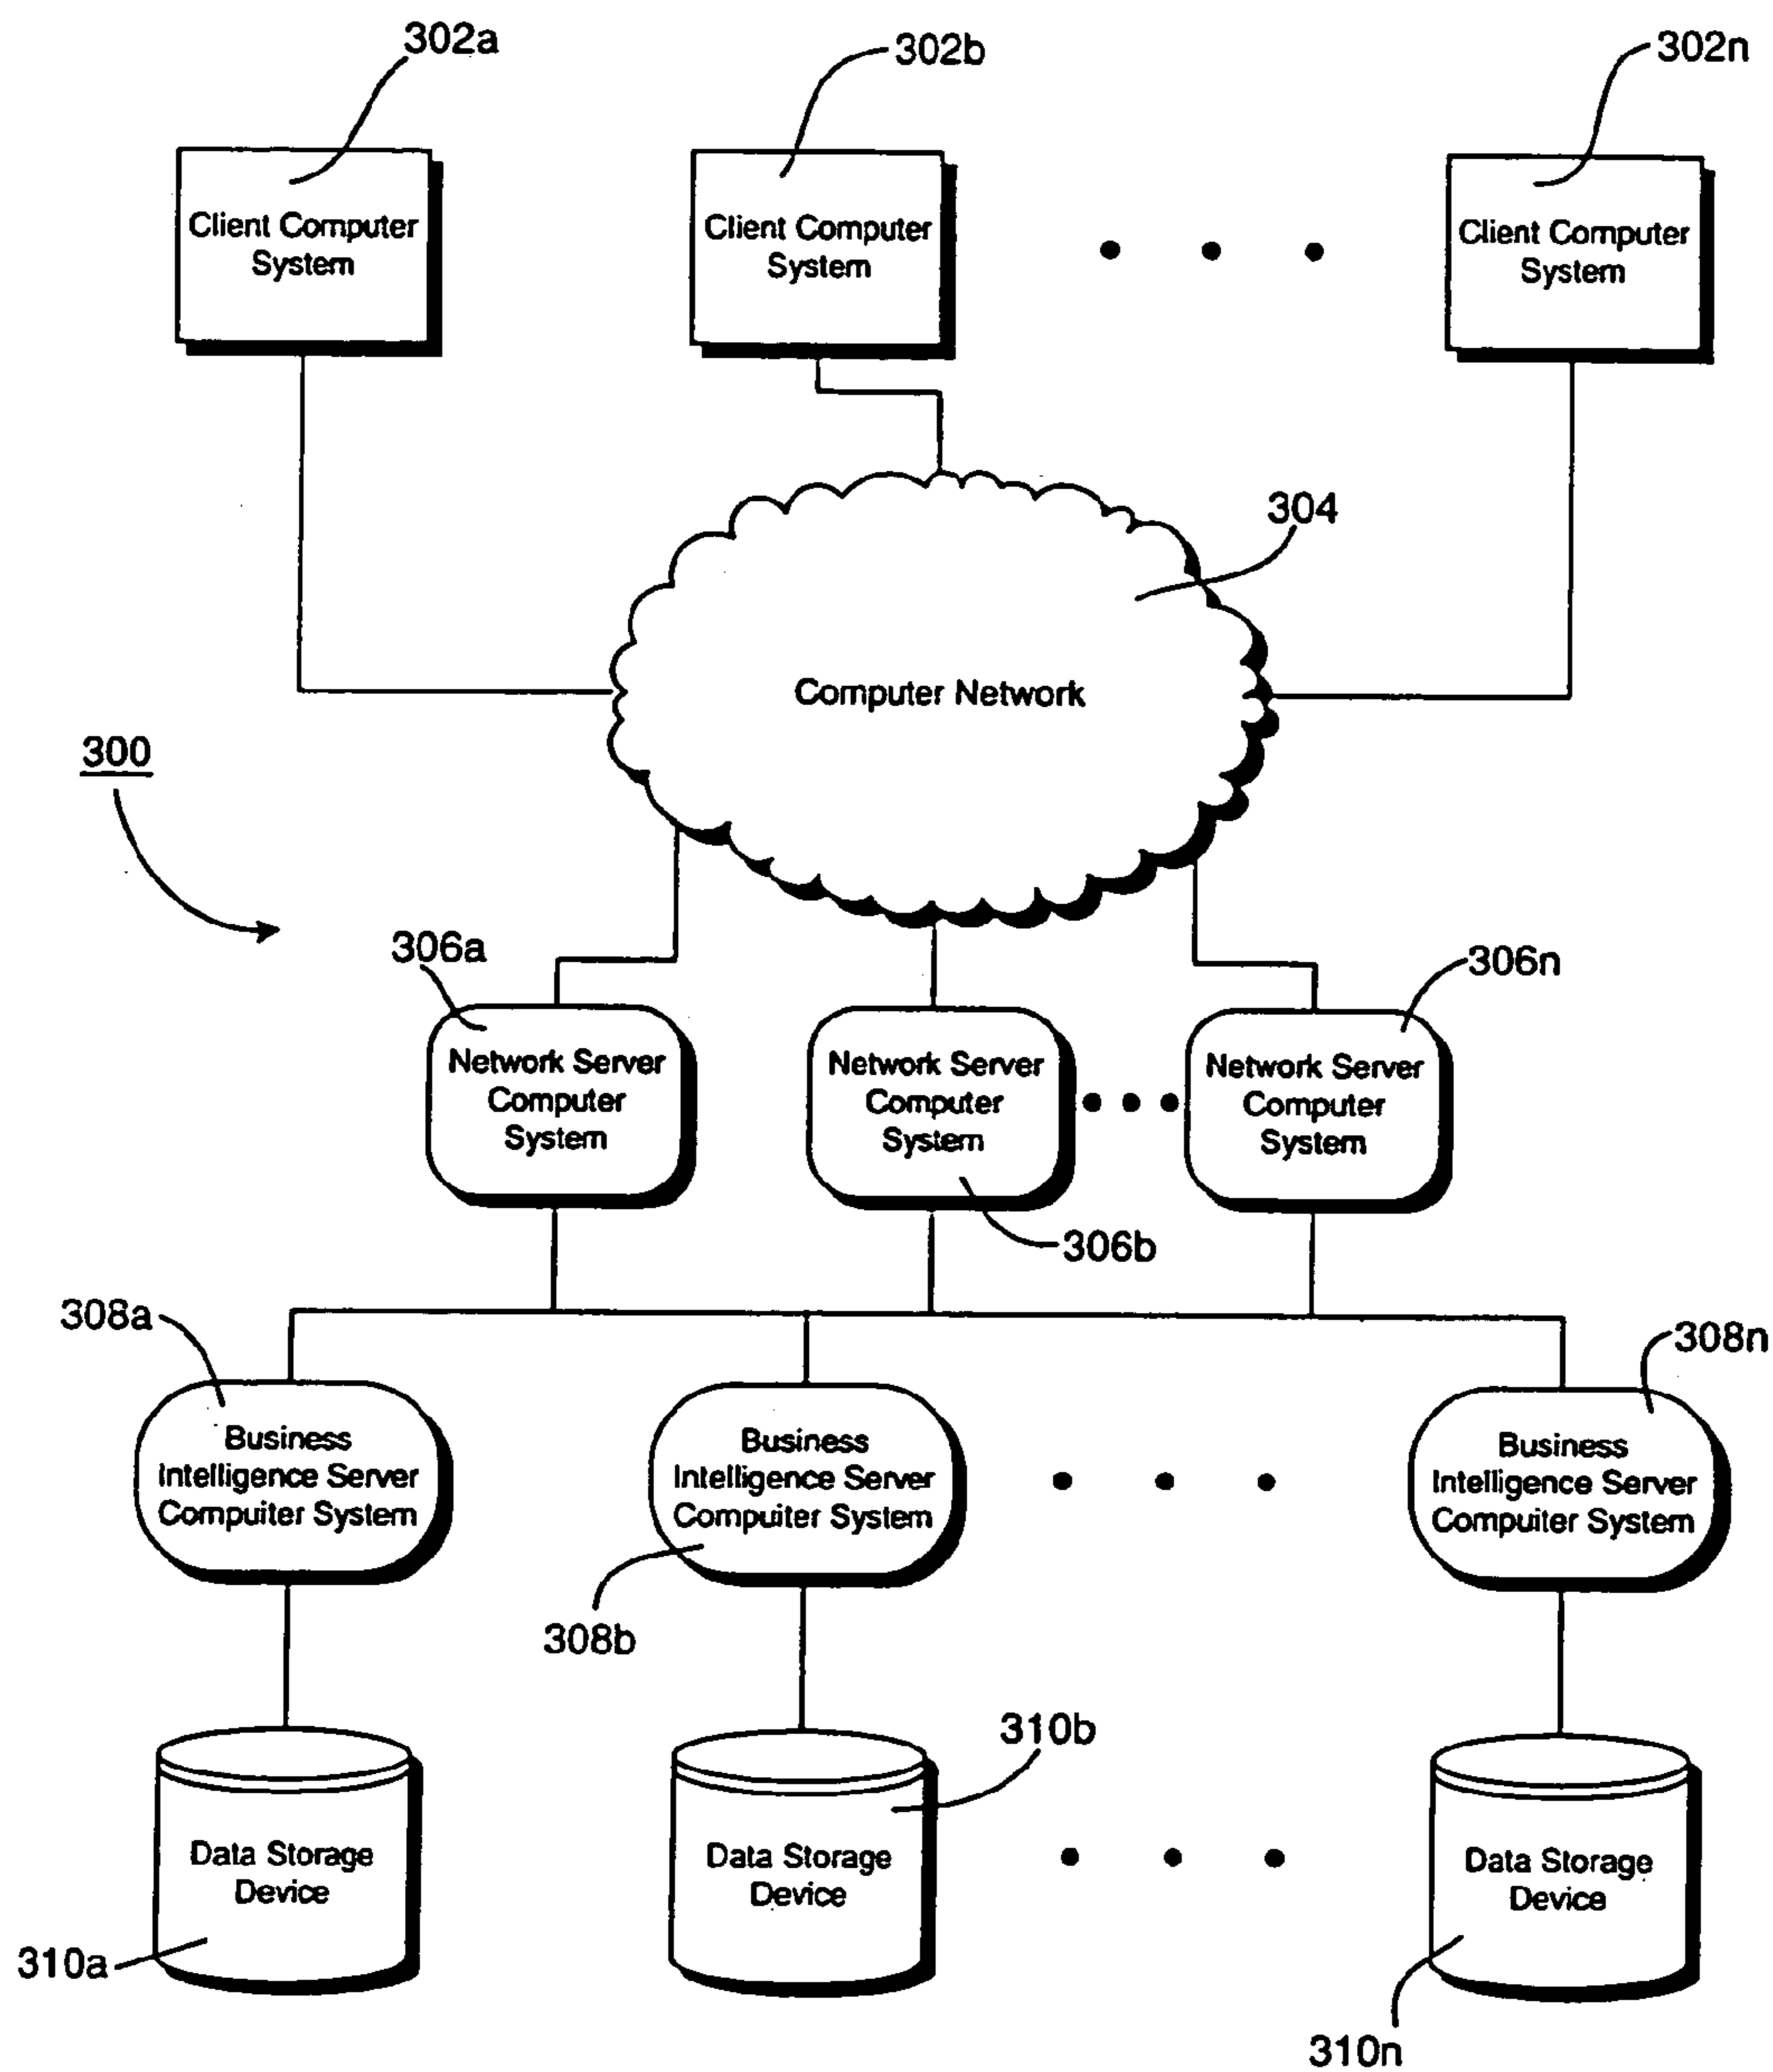 302a
302b
302n
Client Computer
System
Client Computer
System
Client Computer
System
304
Computer Network
300
306a
306n
Network Server
Computer
System
Network Server
Computer
System
Network Server
Computer
System
306b
308a
308n
Business
Intelligence Server
Compuiter System
Business
Intelligence Server
Compuiter System
Business
Intelligence Server
Compuiter System
308b
310b
Data Storage
Device
Data Storage
Device
Data Storage
Device
310a
310n